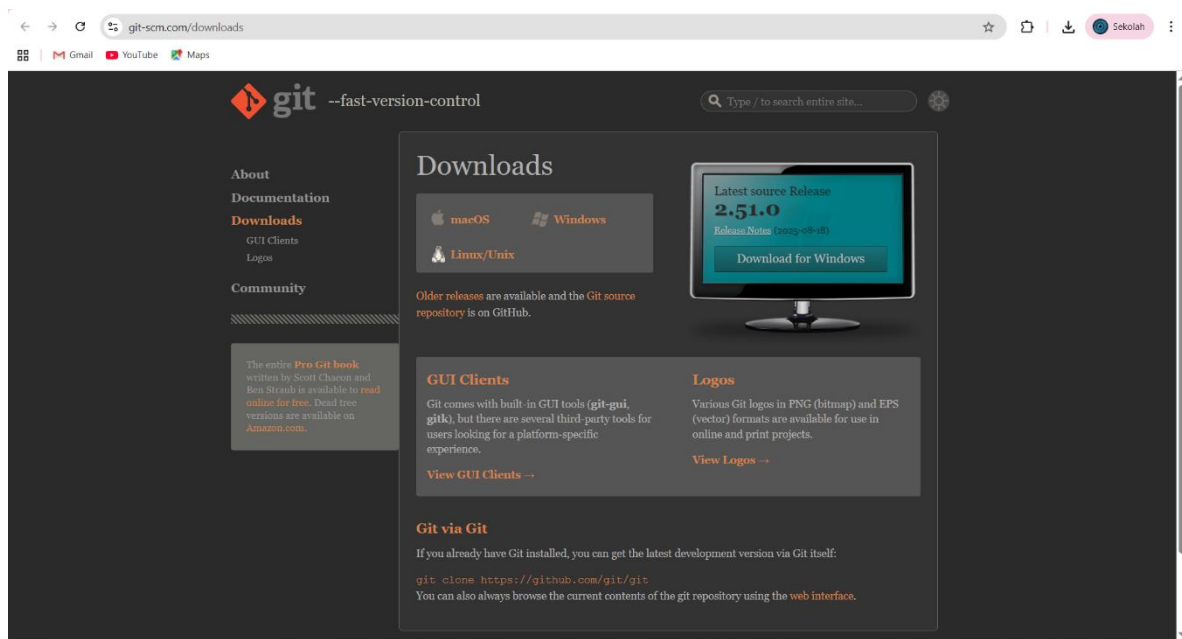 git-scm.com/downloads
Sekolah
Gmail YouTube Maps
git --fast-version-control
Type / to search entire site...
About
Documentation
Downloads
GUI Clients
Logos
Community
The entire Pro Git book
written by Scott Chacon and
Ben Straub is available to read
online for free. Dead tree
versions are available on
Amazon.com.
Downloads
macOS Windows
Linux/Unix
Older releases are available and the Git source
repository is on GitHub.
Latest source Release
2.51.0
Release Notes (2025-08-18)
Download for Windows
GUI Clients
Git comes with built-in GUI tools (git-gui,
gitk), but there are several third-party tools for
users looking for a platform-specific
experience.
View GUI Clients →
Logos
Various Git logos in PNG (bitmap) and EPS
(vector) formats are available for use in
online and print projects.
View Logos →
Git via Git
If you already have Git installed, you can get the latest development version via Git itself:
git clone https://github.com/git/git
You can also always browse the current contents of the git repository using the web interface.